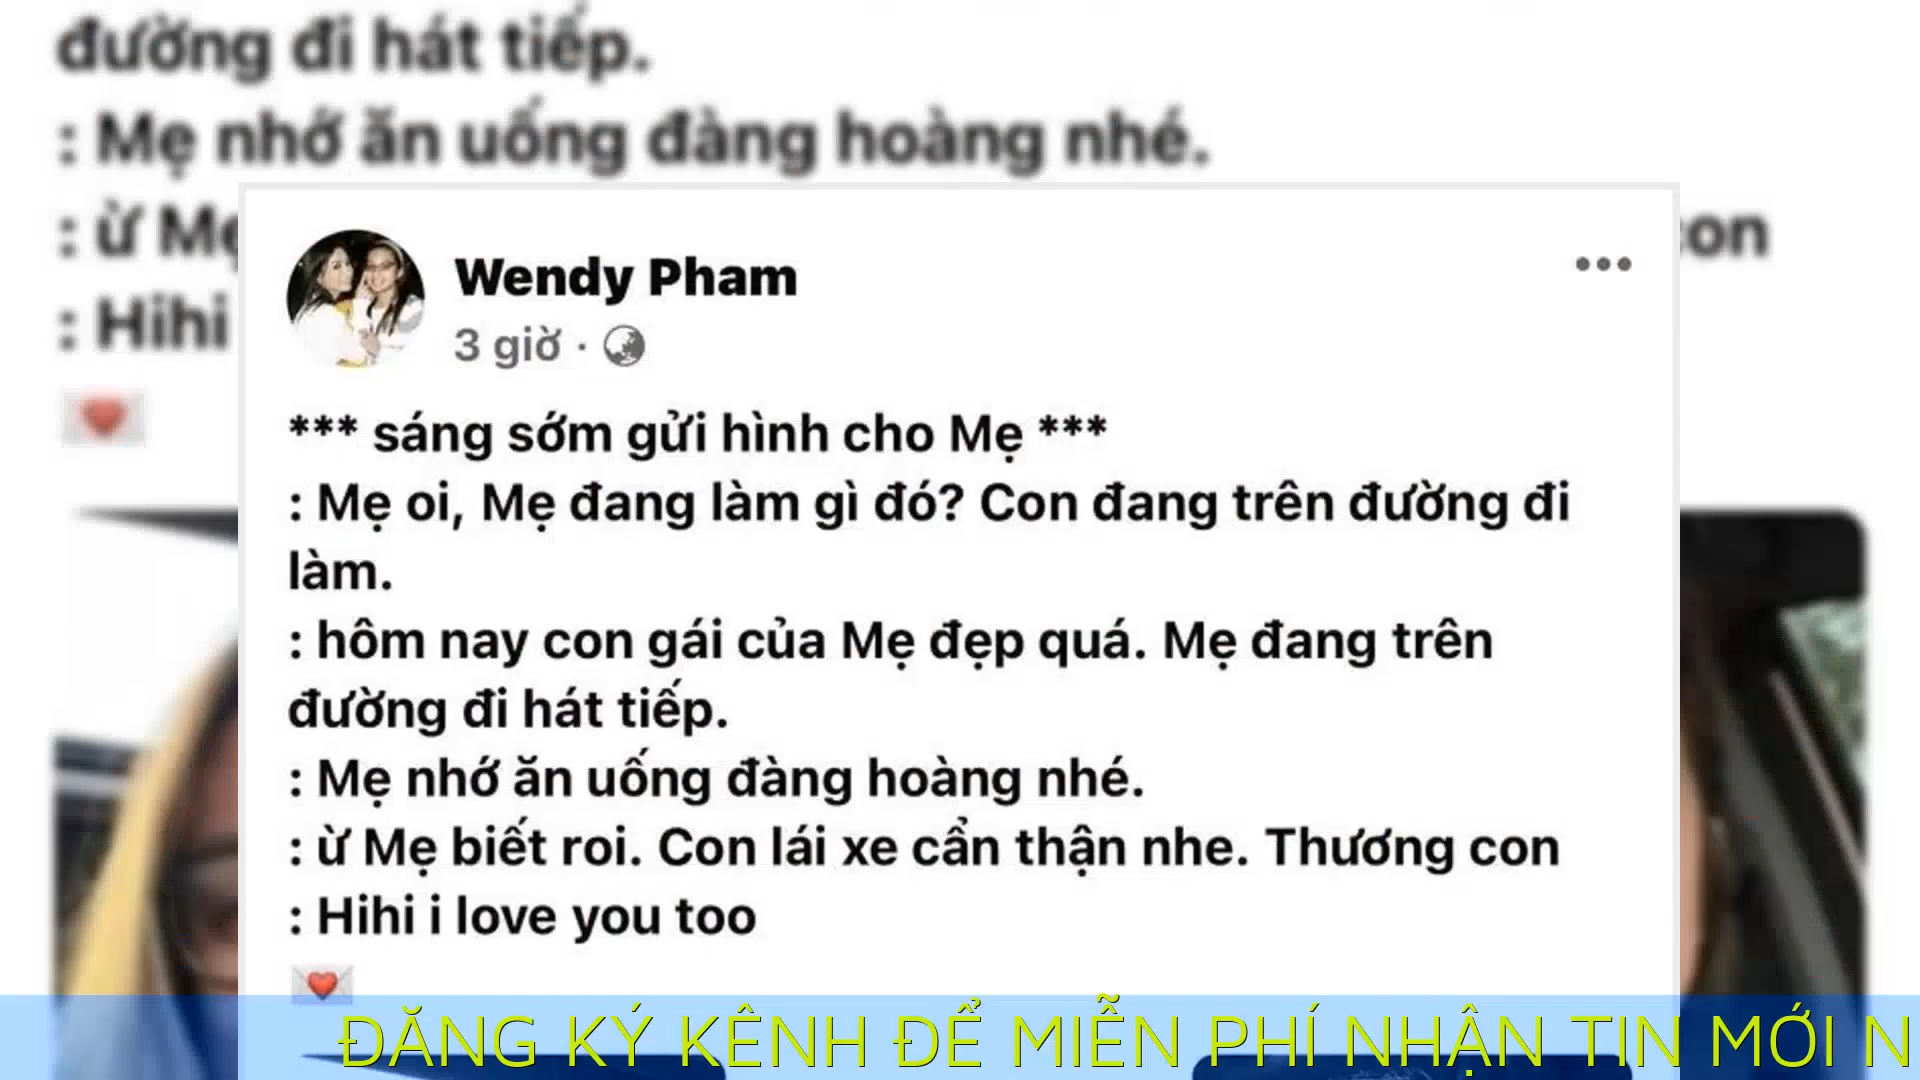 đường đi hát tiếp.
: Mẹ nhớ ăn uống đàng hoàng nhé.
: ừ Mẹ
con
: Hihi
Wendy Pham
3 giờ ·
*** sáng sớm gửi hình cho Mẹ ***
: Mẹ oi, Mẹ đang làm gì đó? Con đang trên đường đi
làm.
: hôm nay con gái của Mẹ đẹp quá. Mẹ đang trên
đường đi hát tiếp.
: Mẹ nhớ ăn uống đàng hoàng nhé.
: ừ Mẹ biết roi. Con lái xe cẩn thận nhe. Thương con
: Hihi i love you too
ĐĂNG KÝ KÊNH ĐỂ MIỄN PHÍ NHẬN TIN MỚI N